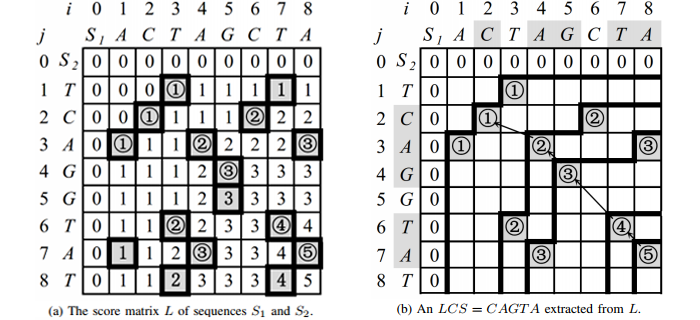 i 0 1 2 3 4 5 6 7 8
j S₁ A C T A G C T A
0 S₂ 0 0 0 0 0 0 0 0 0
1 T 0 0 0 ① 1 1 1 1 1
2 C 0 0 ① 1 1 1 ② 2 2
3 A 0 ① 1 1 ② 2 2 2 ③
4 G 0 1 1 1 2 ③ 3 3 3
5 G 0 1 1 1 2 3 3 3 3
6 T 0 1 1 ② 2 3 3 ④ 4
7 A 0 1 1 2 ③ 3 3 4 ⑤
8 T 0 1 1 2 3 3 3 4 5
(a) The score matrix L of sequences S₁ and S₂.
i 0 1 2 3 4 5 6 7 8
j S₁ A C T A G C T A
0 S₂ 0 0 0 0 0 0 0 0 0
1 T 0 ①
2 C 0 ① ②
3 A 0 ① ② ③
4 G 0 ③
5 G 0
6 T 0 ② ④
7 A 0 ③ ⑤
8 T 0
(b) An LCS = CAGTA extracted from L.